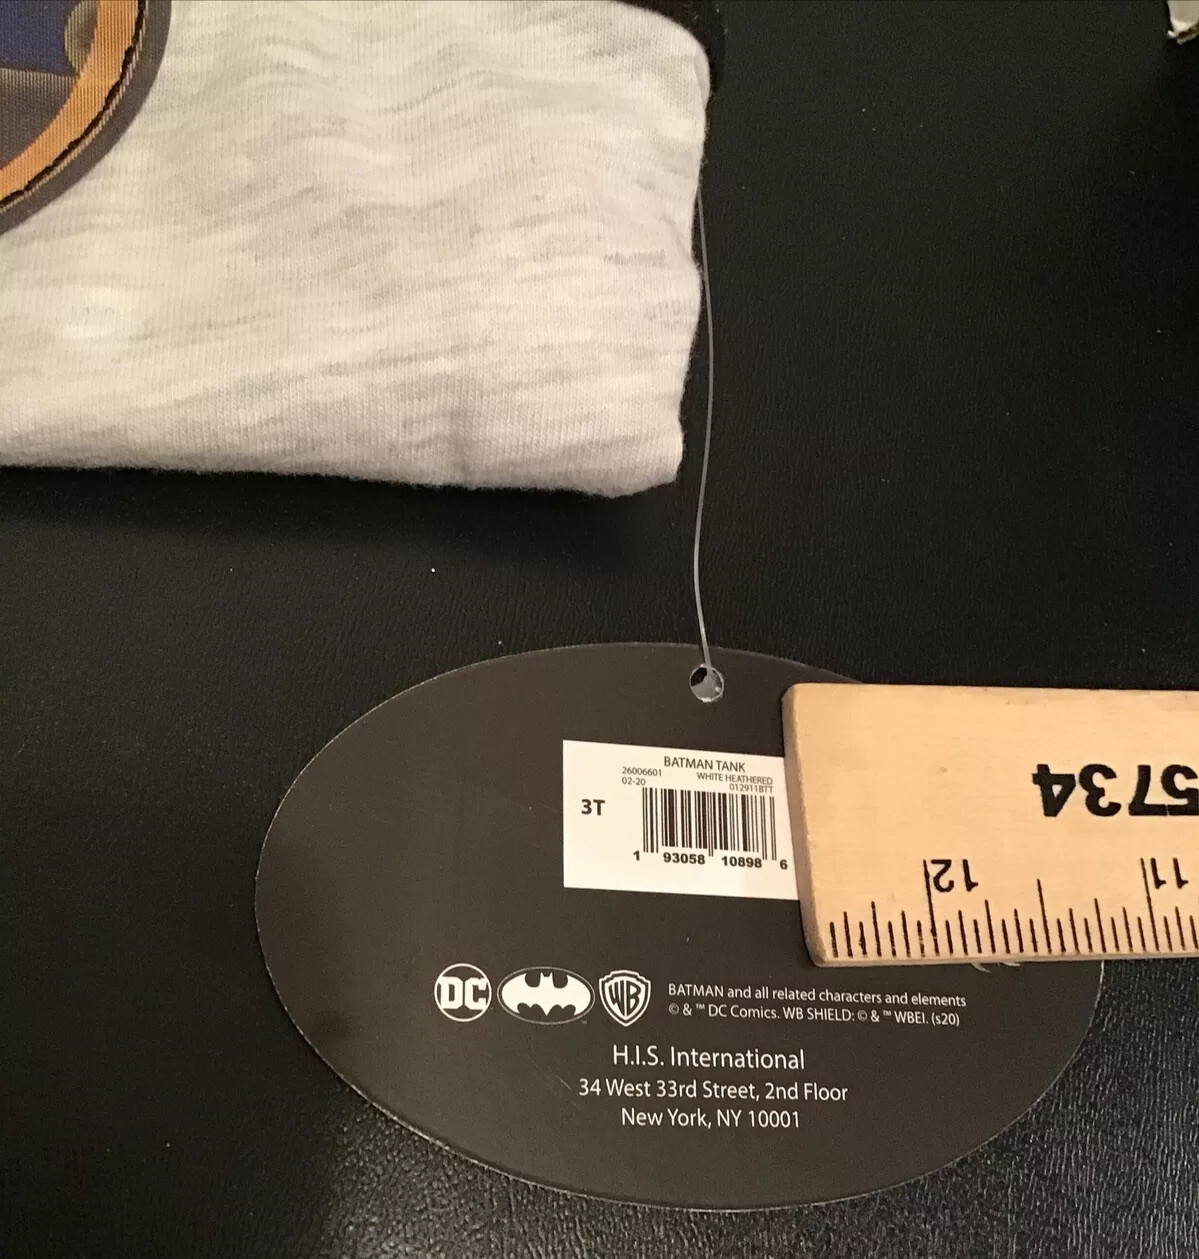 BATMAN TANK
26006601 WHITE HEATHERED
02-20 012911BTT
3T
1 93058 10898 6
5734
12 11
DC WB
BATMAN and all related characters and elements
© & ™ DC Comics. WB SHIELD: © & ™ WBEI. (s20)
H.I.S. International
34 West 33rd Street, 2nd Floor
New York, NY 10001